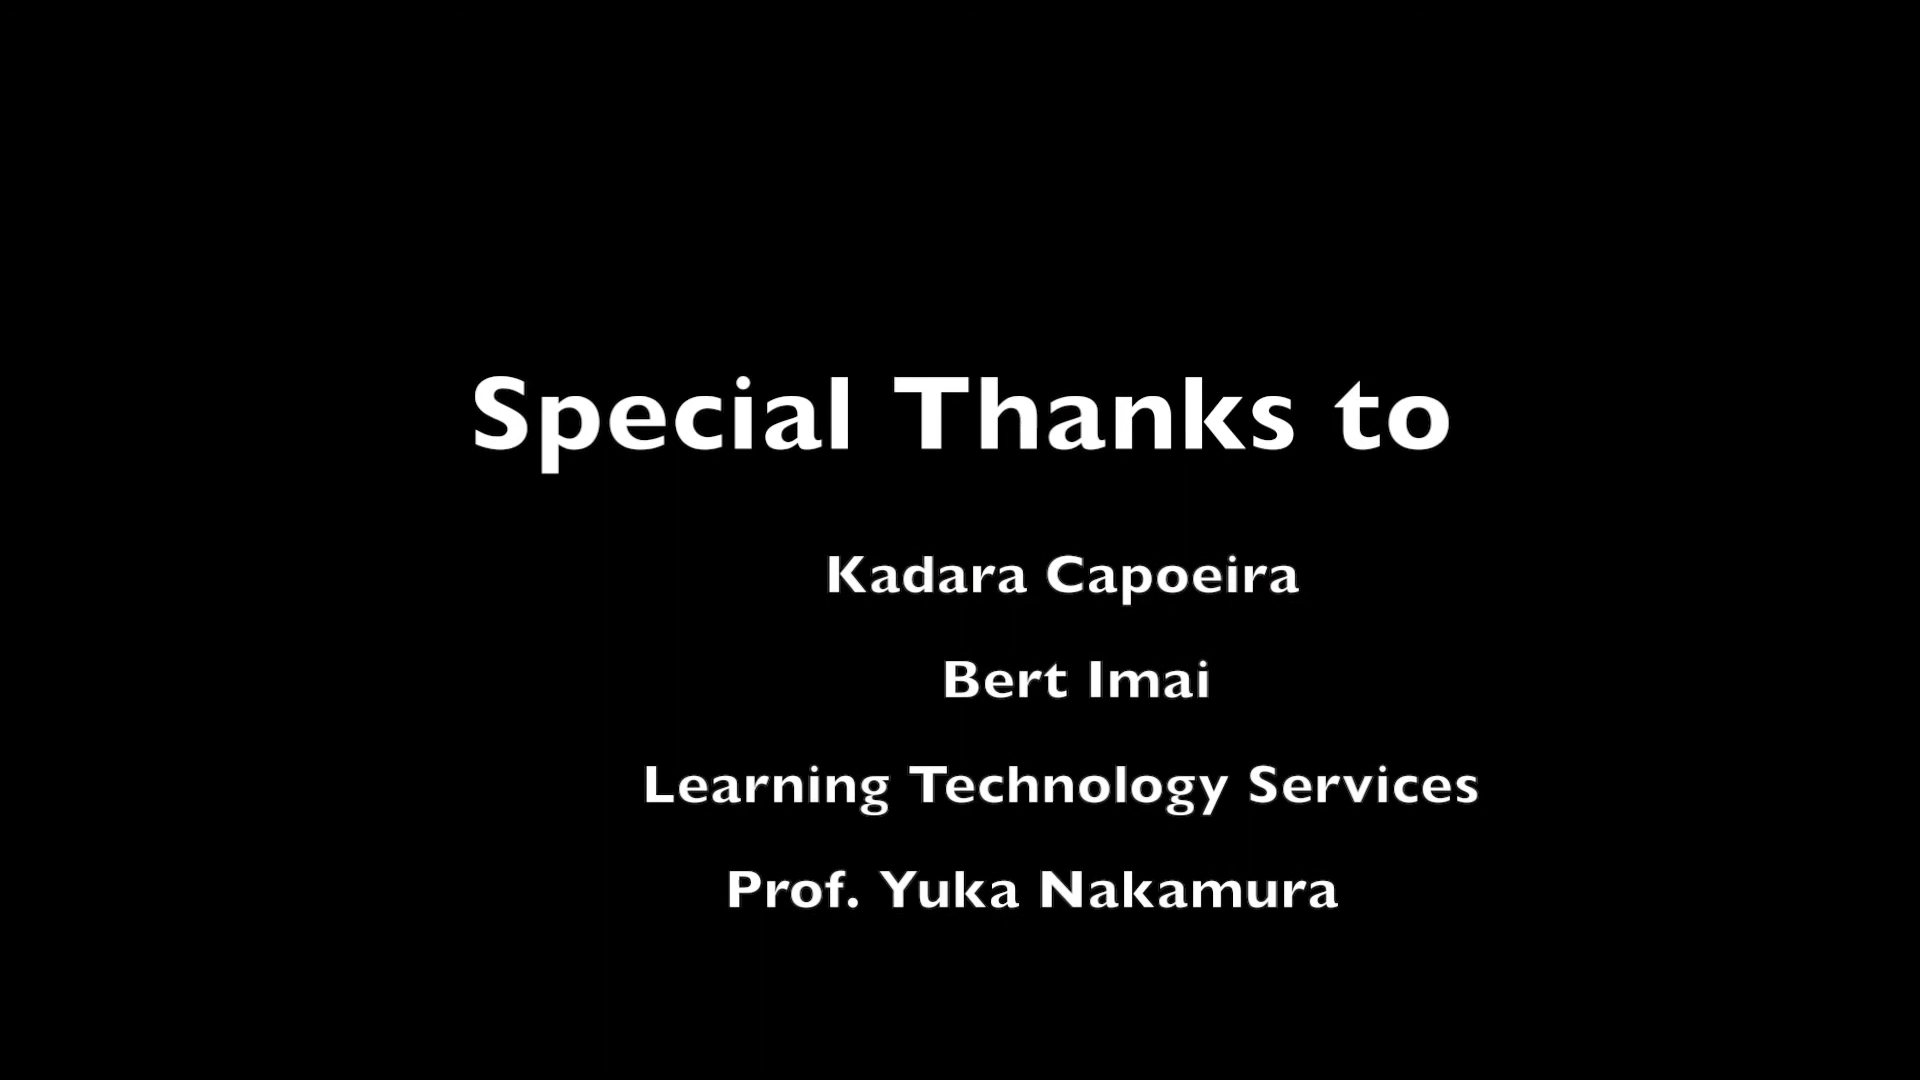 Special Thanks to
Kadara Capoeira
Bert Imai
Learning Technology Services
Prof. Yuka Nakamura